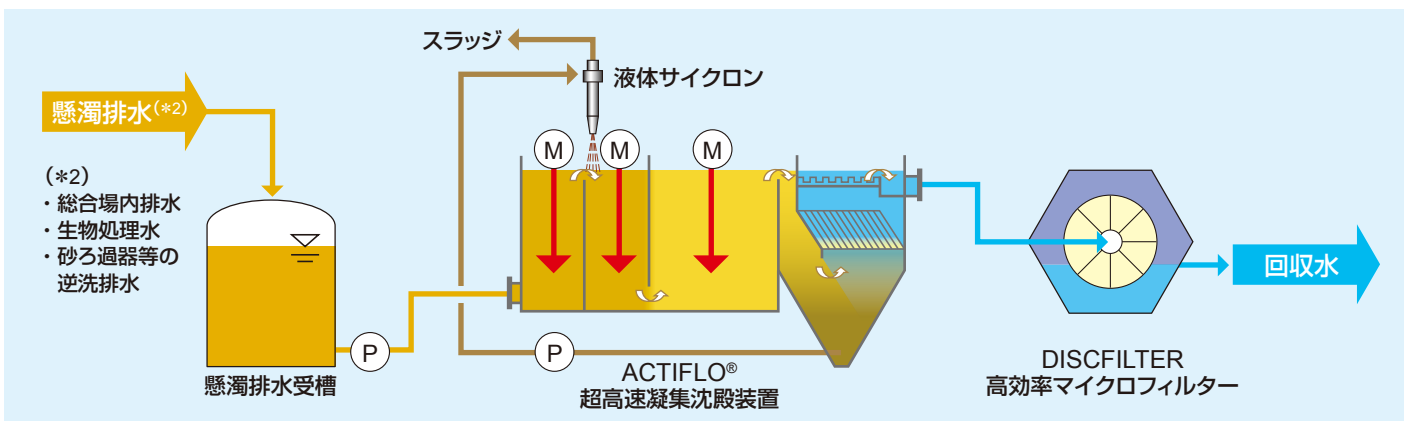 スラッジ
液体サイクロン
懸濁排水(*2)
(*2)
・総合場内排水
・生物処理水
・砂ろ過器等の
逆洗排水
M
M
M
P
P
懸濁排水受槽
ACTIFLO®
超高速凝集沈殿装置
DISCFILTER
高効率マイクロフィルター
回収水